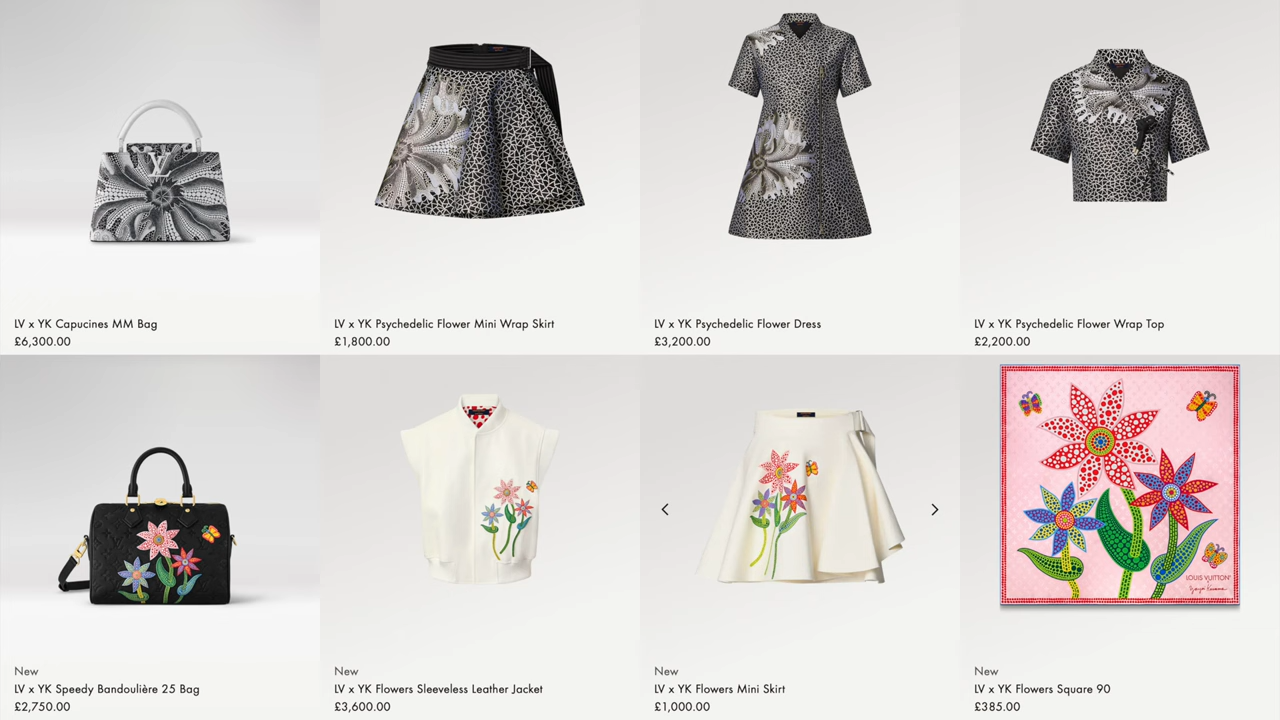 LV x YK Capucines MM Bag
£6,300.00
LV x YK Psychedelic Flower Mini Wrap Skirt
£1,800.00
LV x YK Psychedelic Flower Dress
£3,200.00
LV x YK Psychedelic Flower Wrap Top
£2,200.00
New
LV x YK Speedy Bandoulière 25 Bag
£2,750.00
New
LV x YK Flowers Sleeveless Leather Jacket
£3,600.00
New
LV x YK Flowers Mini Skirt
£1,000.00
LOUIS VUITTON
Yayoi Kusama
New
LV x YK Flowers Square 90
£385.00